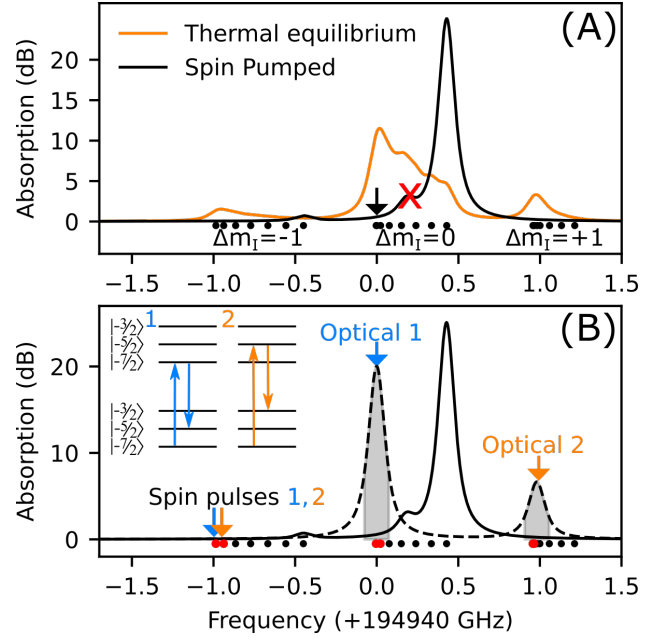 (A)
Thermal equilibrium
Spin Pumped
Absorption (dB)
20
15
10
5
0
Δm_I=-1
Δm_I=0
Δm_I=+1
−1.5
−1.0
−0.5
0.0
0.5
1.0
1.5
(B)
1
2
|-3/2⟩
|-5/2⟩
|-7/2⟩
|-3/2⟩
|-5/2⟩
|-7/2⟩
Optical 1
Optical 2
Spin pulses 1,2
Absorption (dB)
20
10
0
−1.5
−1.0
−0.5
0.0
0.5
1.0
1.5
Frequency (+194940 GHz)